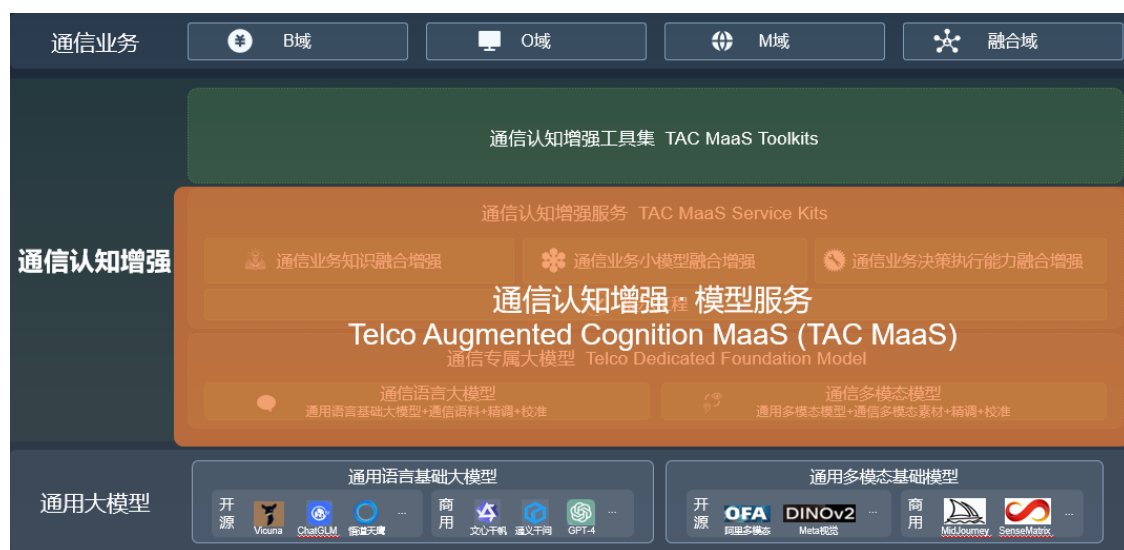 通信业务
B域
O域
M域
融合域
通信认知增强工具集 TAC MaaS Toolkits
通信认知增强
通信认知增强服务 TAC MaaS Service Kits
通信业务知识融合增强
通信业务小模型融合增强
通信业务决策执行能力融合增强
程
通信认知增强·模型服务
Telco Augmented Cognition MaaS (TAC MaaS)
通信专属大模型 Telco Dedicated Foundation Model
通信语言大模型
通用语言基础大模型+通信语料+精调+校准
通信多模态模型
通用多模态模型+通信多模态素材+精调+校准
通用大模型
通用语言基础大模型
开源
Vicuna
ChatGLM
悟道天鹰
...
商用
文心千帆
通义千问
GPT-4
...
通用多模态基础模型
开源
OFA
阿里多模态
DINOv2
Meta视觉
...
商用
MidJourney
SenseMatrix
...